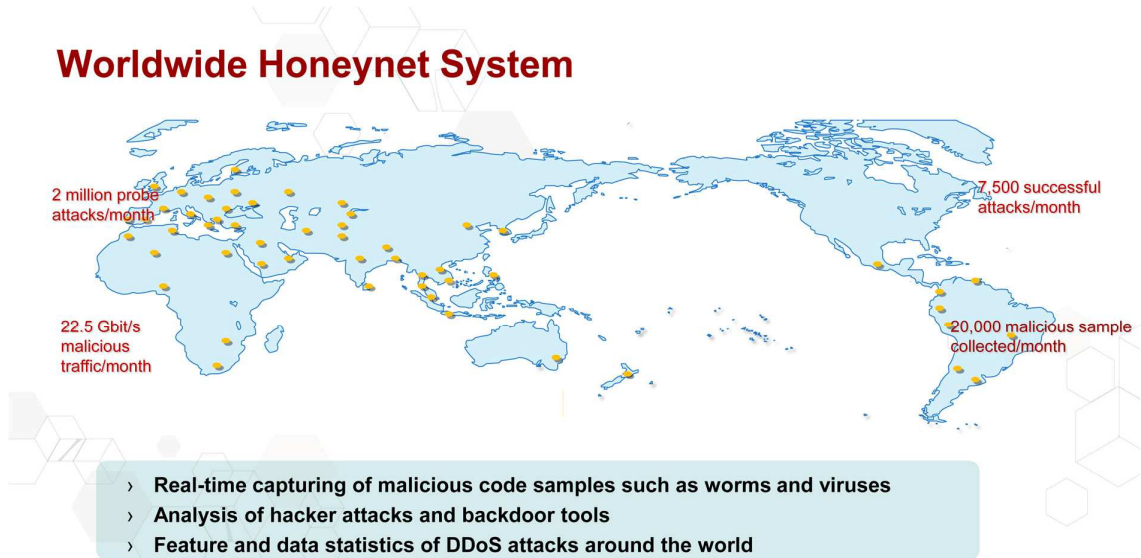 Worldwide Honeynet System
2 million probe
attacks/month
7,500 successful
attacks/month
22.5 Gbit/s
malicious
traffic/month
20,000 malicious sample
collected/month
› Real-time capturing of malicious code samples such as worms and viruses
› Analysis of hacker attacks and backdoor tools
› Feature and data statistics of DDoS attacks around the world